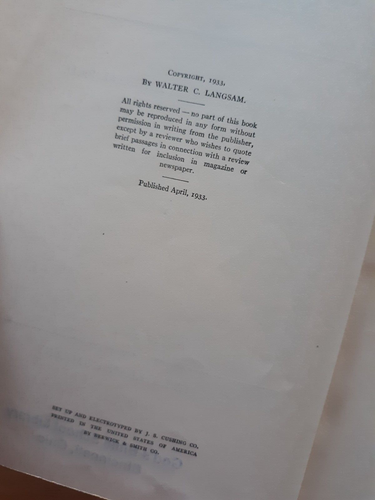 COPYRIGHT, 1933,
BY WALTER C. LANGSAM.
All rights reserved — no part of this book
may be reproduced in any form without
permission in writing from the publisher,
except by a reviewer who wishes to quote
brief passages in connection with a review
written for inclusion in magazine or
newspaper.
Published April, 1933.
SET UP AND ELECTROTYPED BY J. S. CUSHING CO.
PRINTED IN THE UNITED STATES OF AMERICA
BY BERWICK & SMITH CO.